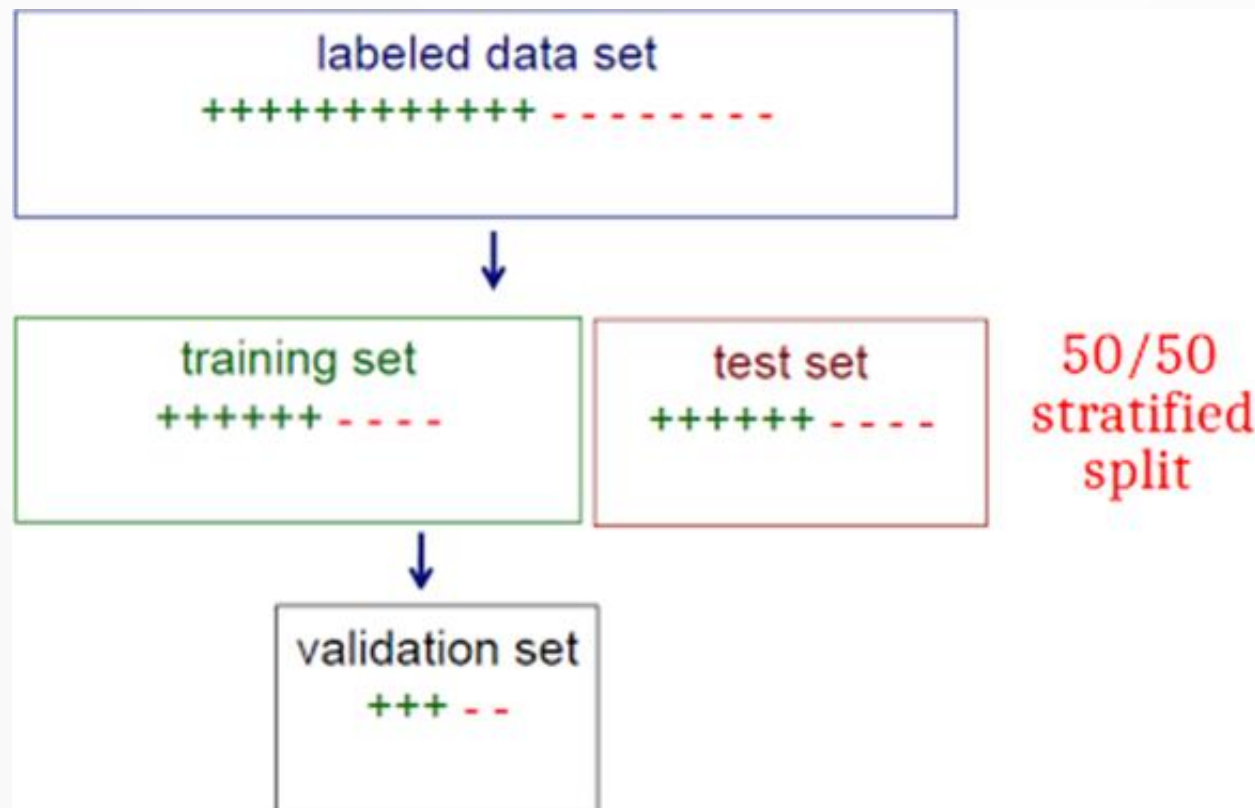 labeled data set
++++++++++++ - - - - - - - -
training set
++++++ - - - -
test set
++++++ - - - -
50/50
stratified
split
validation set
+++ - -